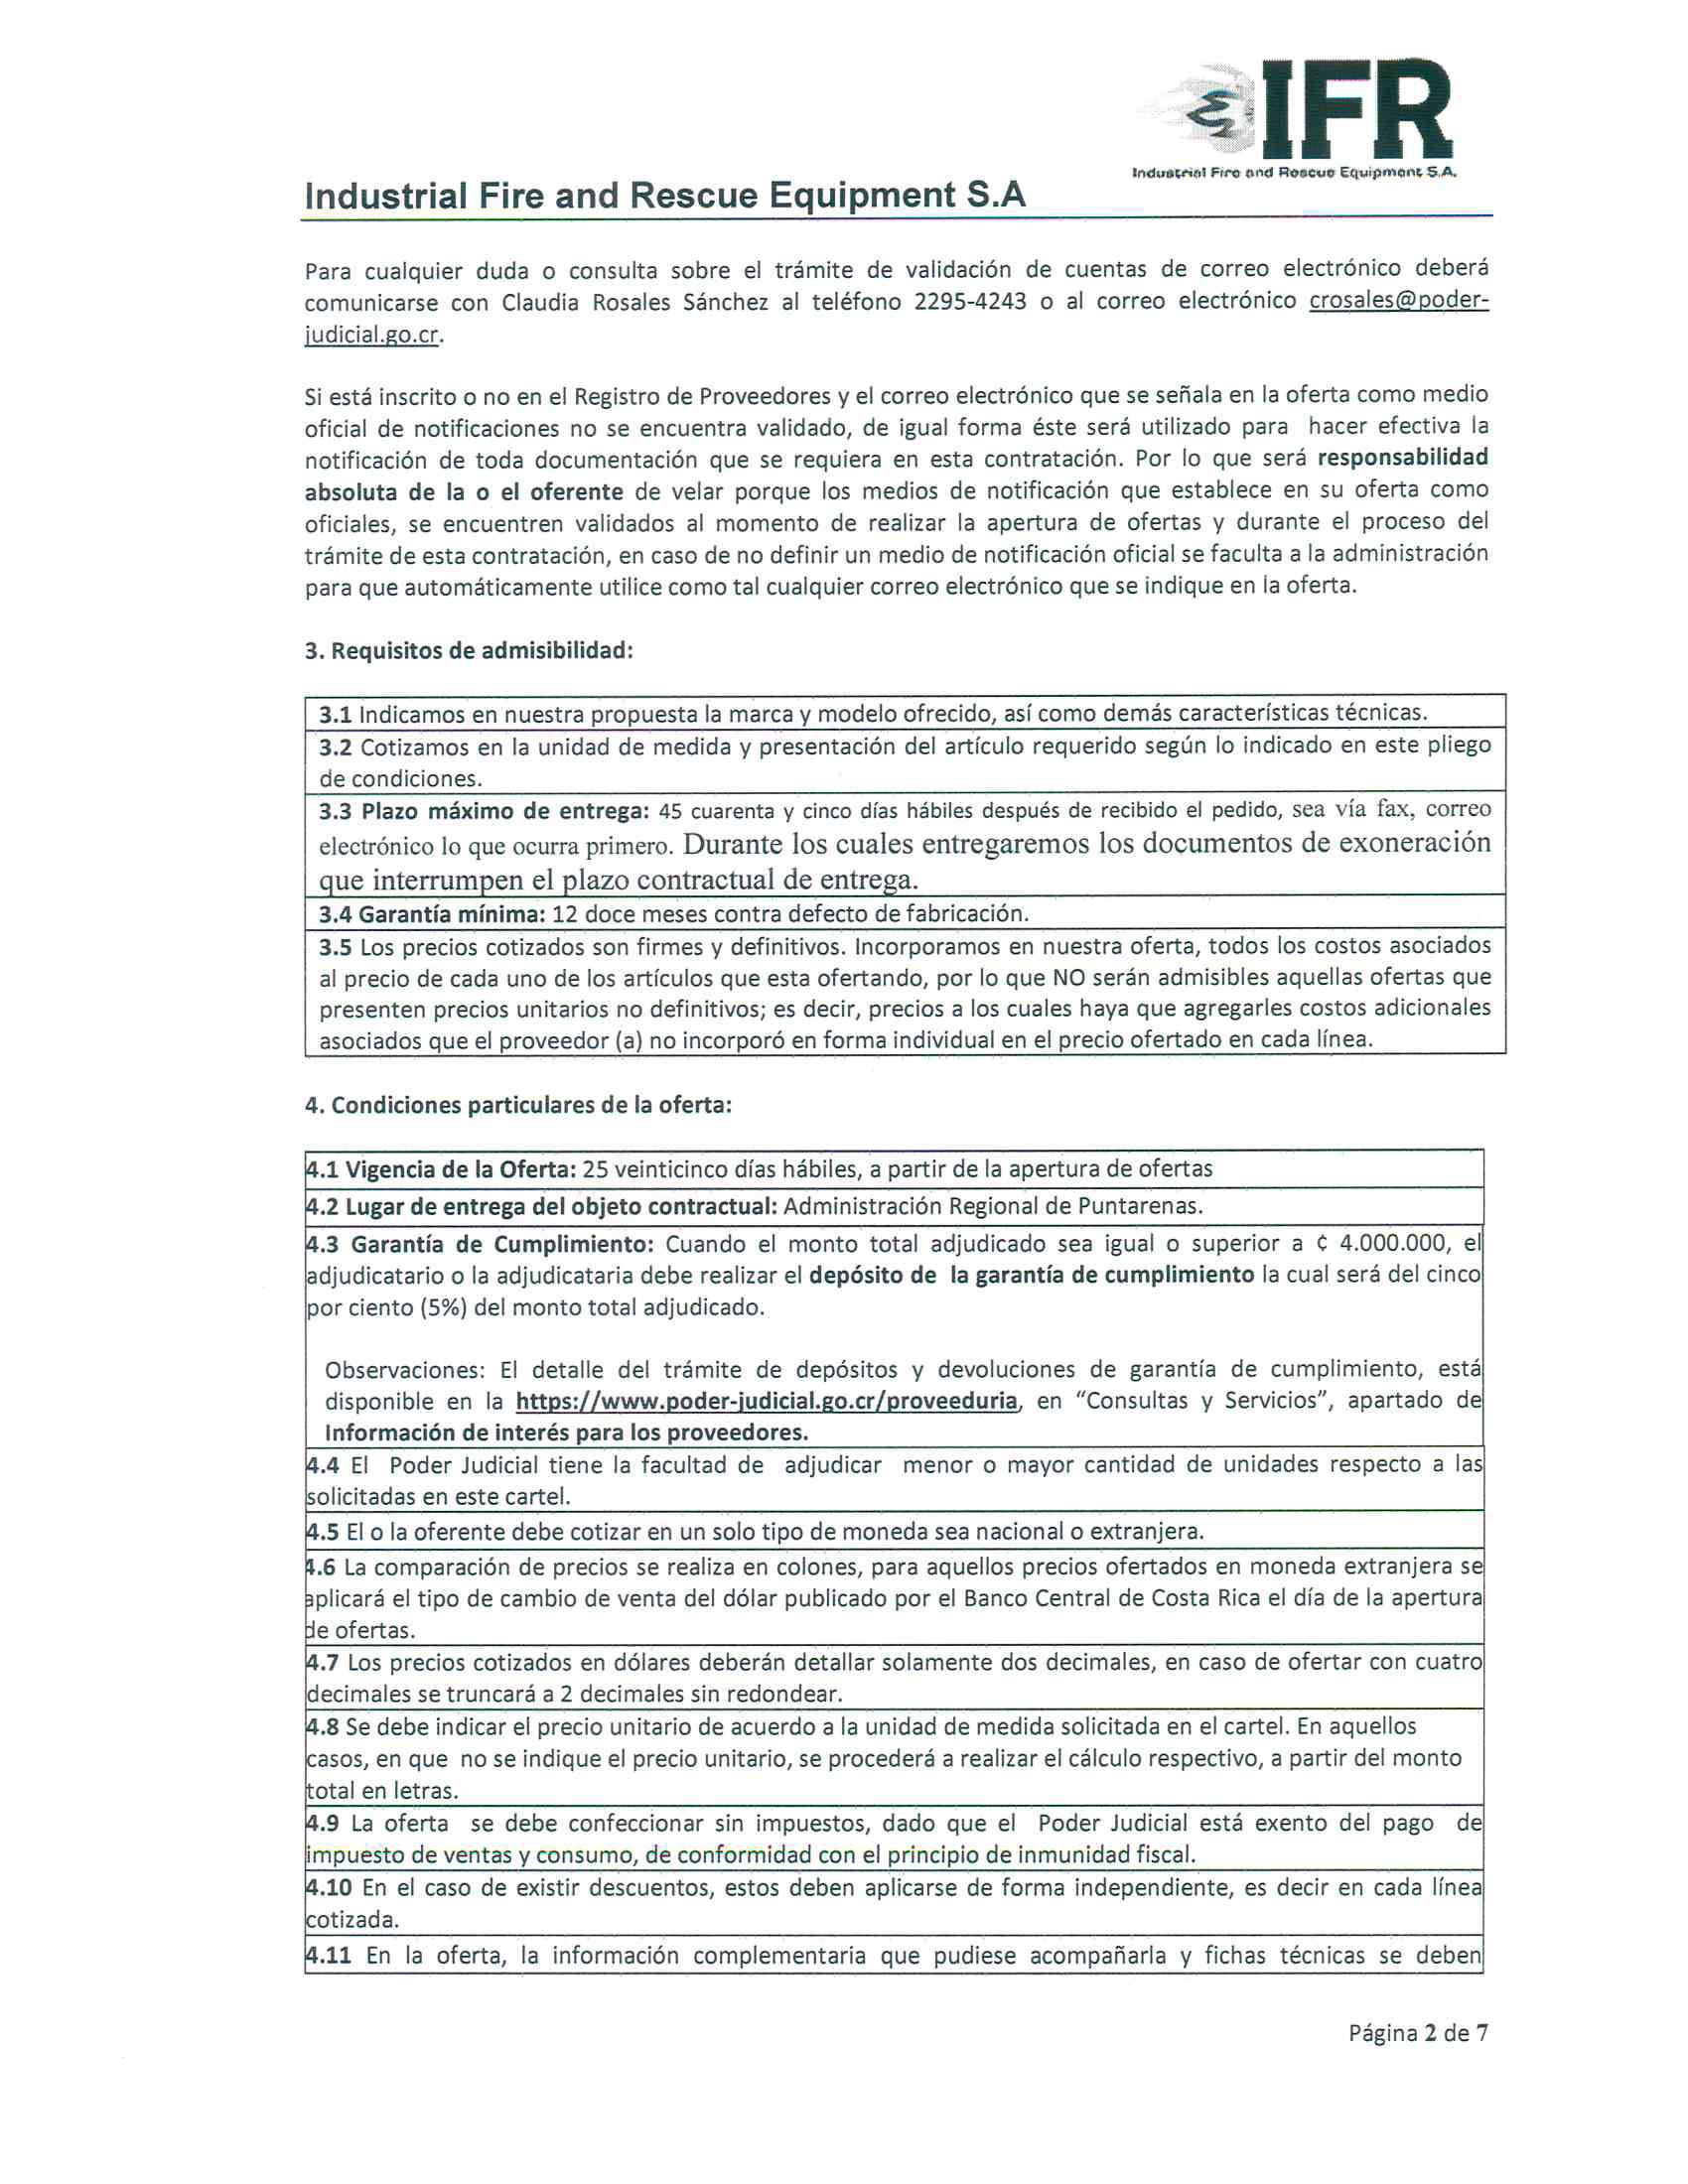 IFR
Industrial Fire and Rescue Equipment S.A.
Industrial Fire and Rescue Equipment S.A
Para cualquier duda o consulta sobre el trámite de validación de cuentas de correo electrónico deberá
comunicarse con Claudia Rosales Sánchez al teléfono 2295-4243 o al correo electrónico crosales@poder-
judicial.go.cr.
Si está inscrito o no en el Registro de Proveedores y el correo electrónico que se señala en la oferta como medio
oficial de notificaciones no se encuentra validado, de igual forma éste será utilizado para hacer efectiva la
notificación de toda documentación que se requiera en esta contratación. Por lo que será responsabilidad
absoluta de la o el oferente de velar porque los medios de notificación que establece en su oferta como
oficiales, se encuentren validados al momento de realizar la apertura de ofertas y durante el proceso del
trámite de esta contratación, en caso de no definir un medio de notificación oficial se faculta a la administración
para que automáticamente utilice como tal cualquier correo electrónico que se indique en la oferta.
3. Requisitos de admisibilidad:
3.1 Indicamos en nuestra propuesta la marca y modelo ofrecido, así como demás características técnicas.
3.2 Cotizamos en la unidad de medida y presentación del artículo requerido según lo indicado en este pliego
de condiciones.
3.3 Plazo máximo de entrega: 45 cuarenta y cinco días hábiles después de recibido el pedido, sea vía fax, correo
electrónico lo que ocurra primero. Durante los cuales entregaremos los documentos de exoneración
que interrumpen el plazo contractual de entrega.
3.4 Garantía mínima: 12 doce meses contra defecto de fabricación.
3.5 Los precios cotizados son firmes y definitivos. Incorporamos en nuestra oferta, todos los costos asociados
al precio de cada uno de los artículos que esta ofertando, por lo que NO serán admisibles aquellas ofertas que
presenten precios unitarios no definitivos; es decir, precios a los cuales haya que agregarles costos adicionales
asociados que el proveedor (a) no incorporó en forma individual en el precio ofertado en cada línea.
4. Condiciones particulares de la oferta:
4.1 Vigencia de la Oferta: 25 veinticinco días hábiles, a partir de la apertura de ofertas
4.2 Lugar de entrega del objeto contractual: Administración Regional de Puntarenas.
4.3 Garantía de Cumplimiento: Cuando el monto total adjudicado sea igual o superior a ¢ 4.000.000, el
adjudicatario o la adjudicataria debe realizar el depósito de la garantía de cumplimiento la cual será del cinco
por ciento (5%) del monto total adjudicado.
Observaciones: El detalle del trámite de depósitos y devoluciones de garantía de cumplimiento, está
disponible en la https://www.poder-judicial.go.cr/proveeduria, en “Consultas y Servicios”, apartado de
Información de interés para los proveedores.
4.4 El Poder Judicial tiene la facultad de adjudicar menor o mayor cantidad de unidades respecto a las
solicitadas en este cartel.
4.5 El o la oferente debe cotizar en un solo tipo de moneda sea nacional o extranjera.
4.6 La comparación de precios se realiza en colones, para aquellos precios ofertados en moneda extranjera se
aplicará el tipo de cambio de venta del dólar publicado por el Banco Central de Costa Rica el día de la apertura
de ofertas.
4.7 Los precios cotizados en dólares deberán detallar solamente dos decimales, en caso de ofertar con cuatro
decimales se truncará a 2 decimales sin redondear.
4.8 Se debe indicar el precio unitario de acuerdo a la unidad de medida solicitada en el cartel. En aquellos
casos, en que no se indique el precio unitario, se procederá a realizar el cálculo respectivo, a partir del monto
total en letras.
4.9 La oferta se debe confeccionar sin impuestos, dado que el Poder Judicial está exento del pago de
impuesto de ventas y consumo, de conformidad con el principio de inmunidad fiscal.
4.10 En el caso de existir descuentos, estos deben aplicarse de forma independiente, es decir en cada línea
cotizada.
4.11 En la oferta, la información complementaria que pudiese acompañarla y fichas técnicas se deben
Página 2 de 7